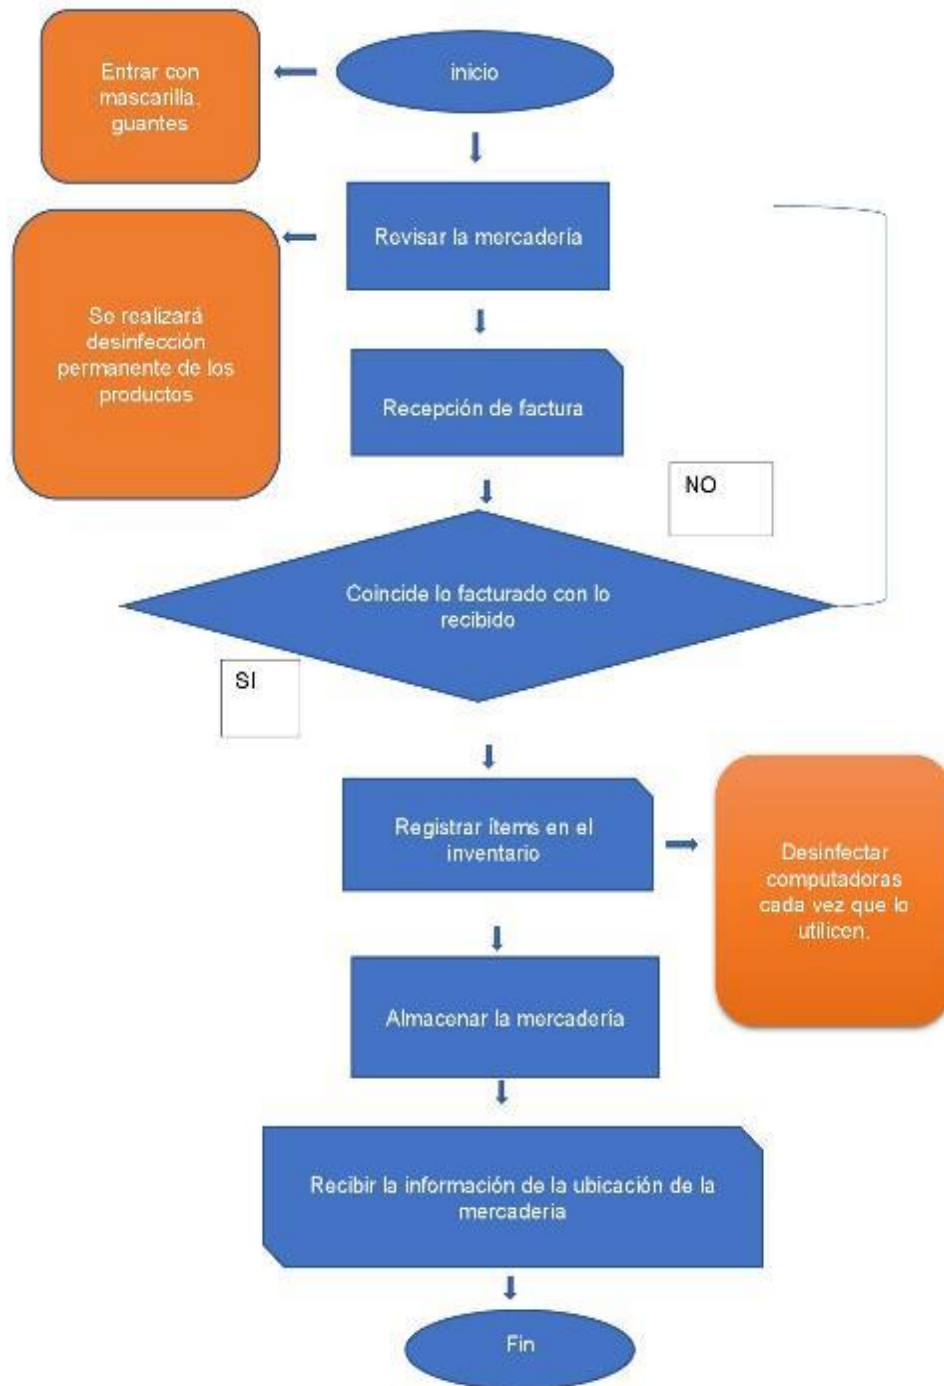 inicio
Entrar con
mascarilla,
guantes
Revisar la mercadería
Se realizará
desinfección
permanente de los
productos
Recepción de factura
NO
Coincide lo facturado con lo
recibido
SI
Registrar ítems en el
inventario
Desinfectar
computadoras
cada vez que lo
utilicen.
Almacenar la mercadería
Recibir la información de la ubicación de la
mercadería
Fin